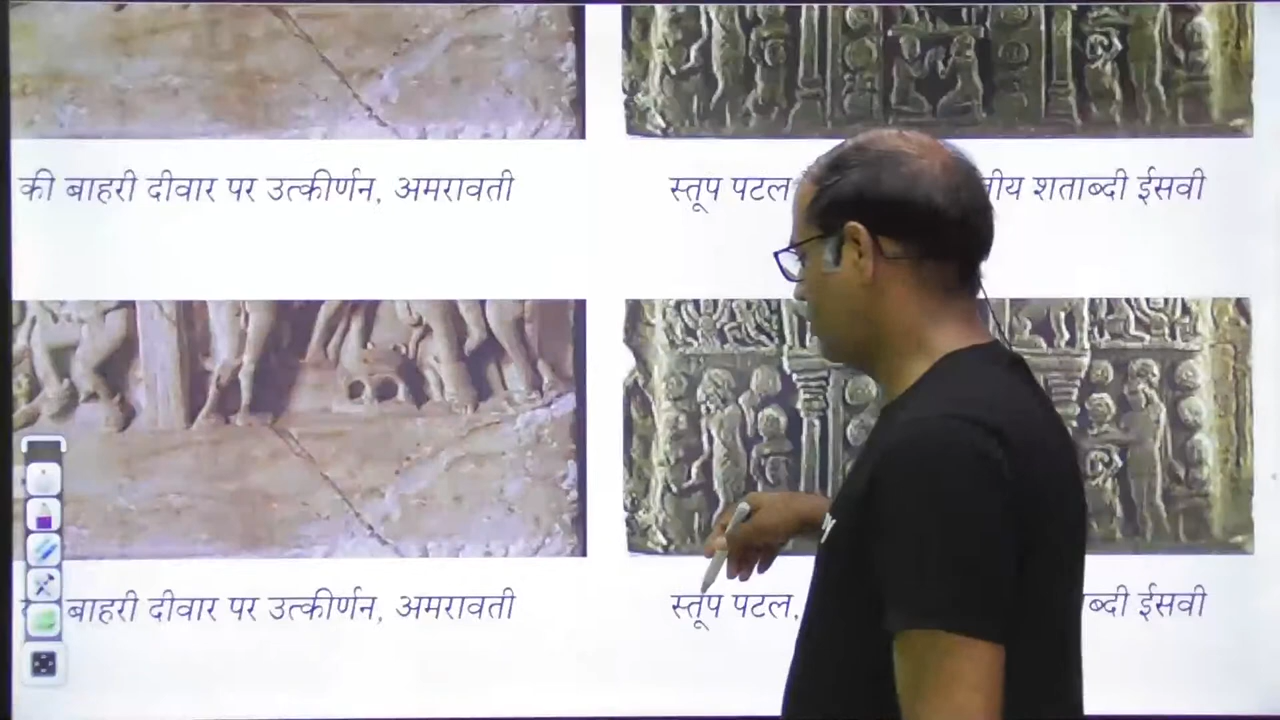 की बाहरी दीवार पर उत्कीर्णन, अमरावती
स्तूप पटल शताब्दी ईसवी
बाहरी दीवार पर उत्कीर्णन, अमरावती
स्तूप पटल, ईसवी